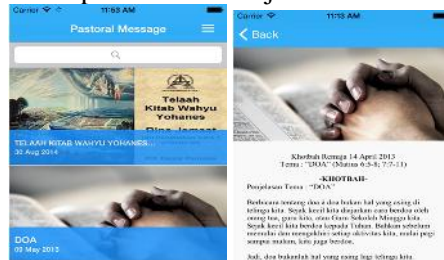 Carrier
11:53 AM
Pastoral Message
Telaah
Kitab Wahyu
Yohanes
TELAAH KITAB WAHYU YOHANES...
30 Aug 2014
DOA
03 May 2013
Carrier
11:13 AM
Back
Khotbah Remaja 14 April 2013
Tema : "DOA" (Matius 6:5-8; 7:7-11)
-KHOTBAH-
Penjelasan Tema : "DOA"
Berbicara tentang doa itu bukan hal yang asing di
telinga kita. Sejak kecil kita diajarkan cara berdoa oleh
orang tua, guru kita, atau Guru Sekolah Minggu kita.
Sejak kecil kita berdoa kepada Tuhan. Bahkan sebelum
memulai dan mengakhiri setiap aktivitas kita, mulai pagi
sampai malam, kita juga berdoa.
Jadi, doa bukanlah hal yang asing lagi telinga kita